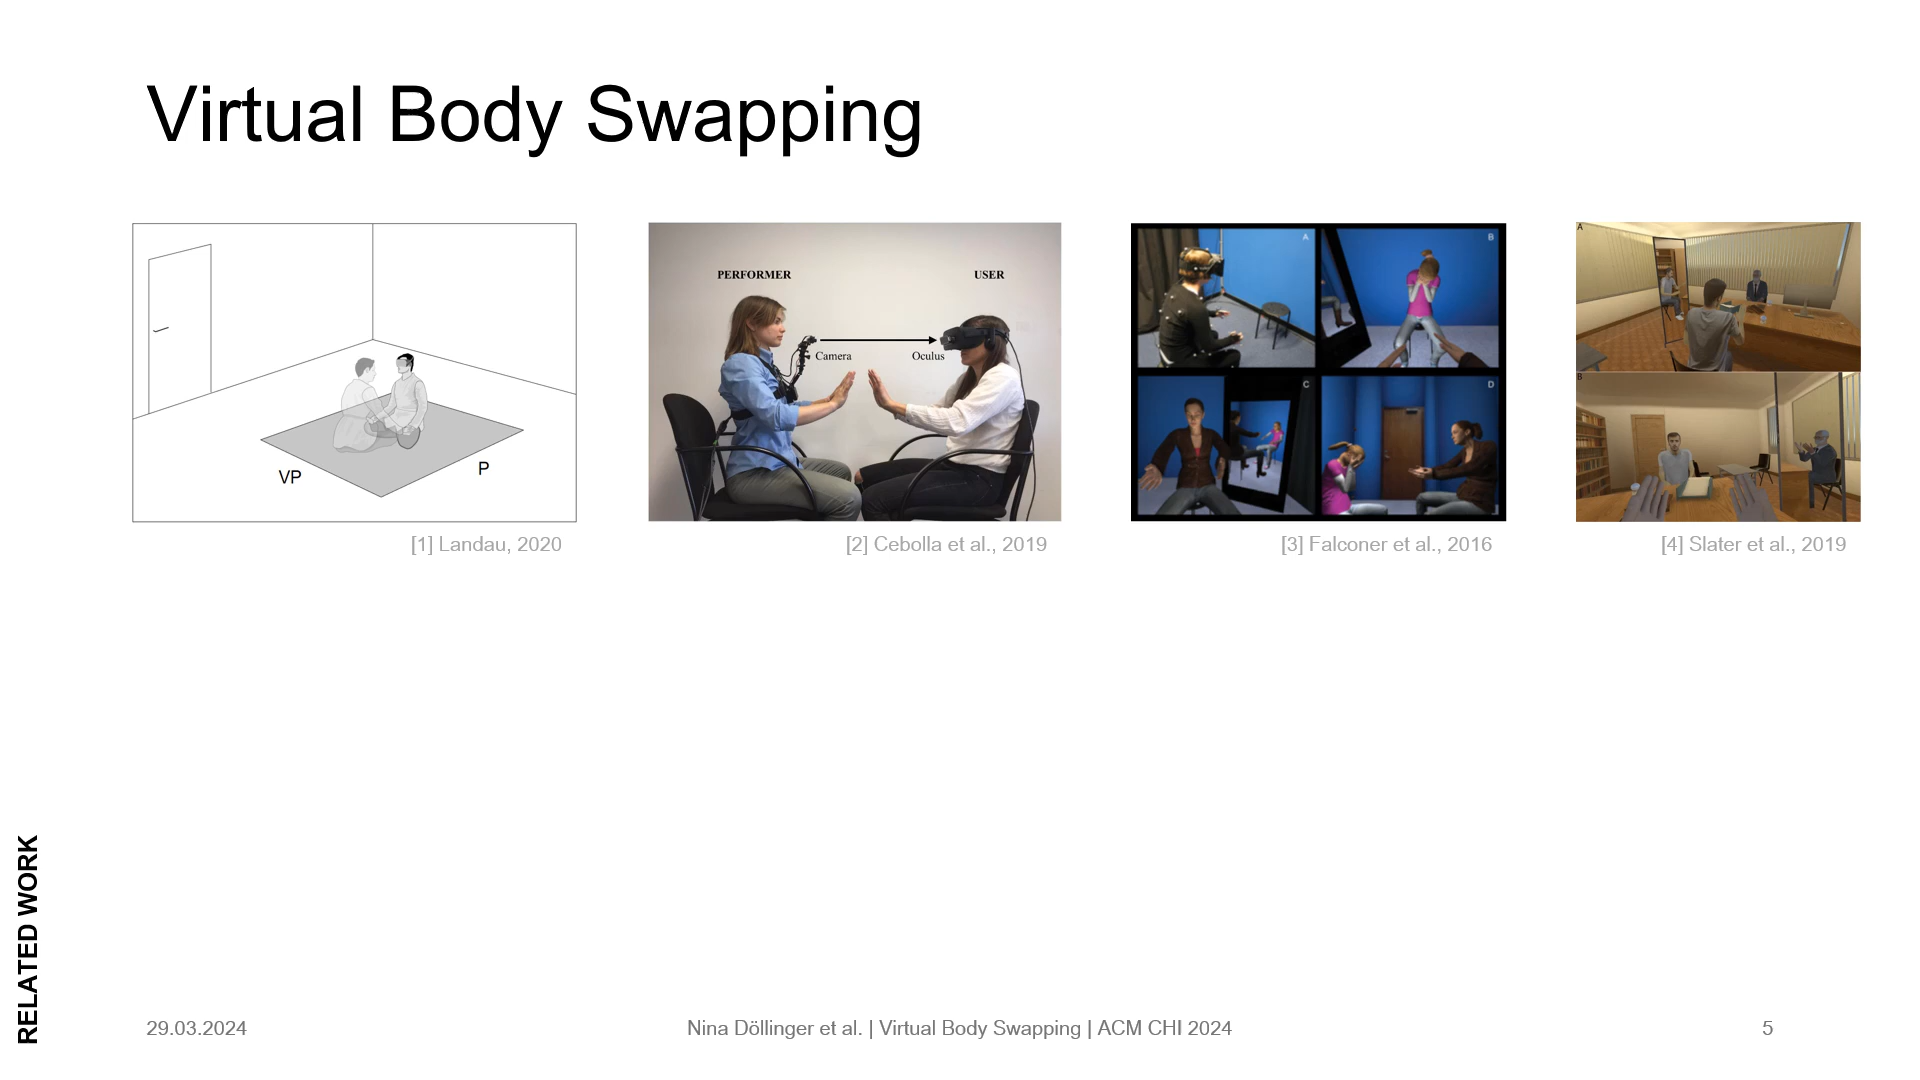 Virtual Body Swapping
VP
P
[1] Landau, 2020
PERFORMER
USER
Camera
Oculus
[2] Cebolla et al., 2019
A
B
C
D
[3] Falconer et al., 2016
A
B
[4] Slater et al., 2019
RELATED WORK
29.03.2024
Nina Döllinger et al. | Virtual Body Swapping | ACM CHI 2024
5